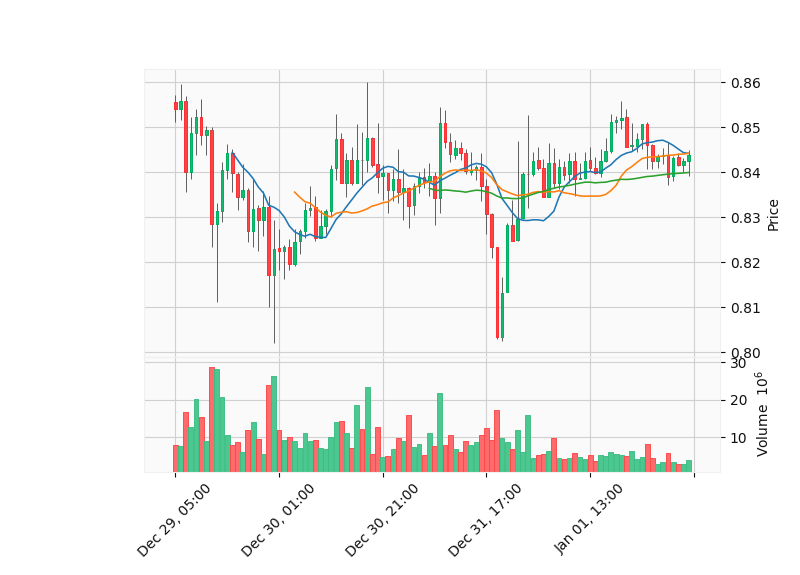 0.86
0.85
0.84
0.83
0.82
0.81
0.80
Price
30
20
10
Volume 10⁶
Dec 29, 05:00
Dec 30, 01:00
Dec 30, 21:00
Dec 31, 17:00
Jan 01, 13:00